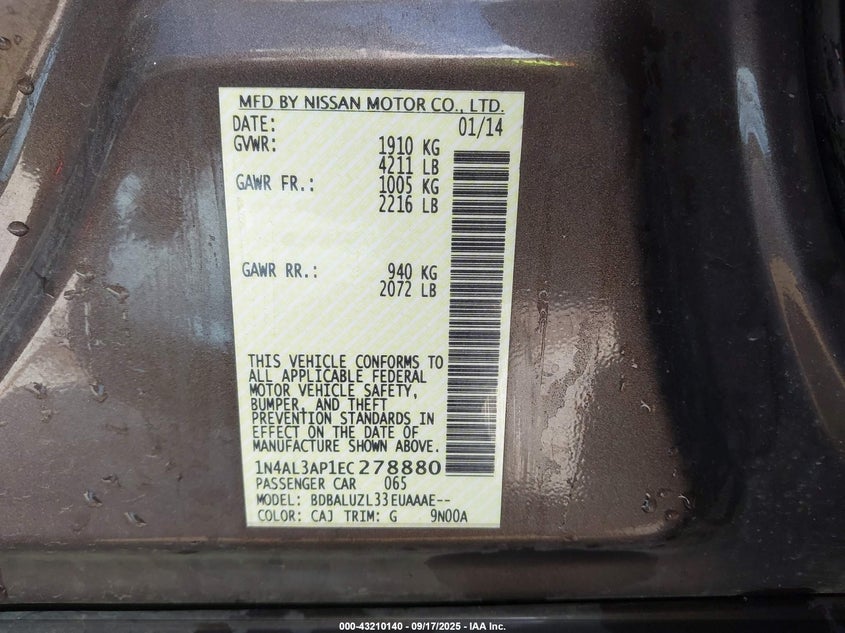 MFD BY NISSAN MOTOR CO., LTD.
DATE: 01/14
GVWR: 1910 KG
4211 LB
GAWR FR.: 1005 KG
2216 LB
GAWR RR.: 940 KG
2072 LB
THIS VEHICLE CONFORMS TO
ALL APPLICABLE FEDERAL
MOTOR VEHICLE SAFETY,
BUMPER, AND THEFT
PREVENTION STANDARDS IN
EFFECT ON THE DATE OF
MANUFACTURE SHOWN ABOVE.
1N4AL3AP1EC278880
PASSENGER CAR 065
MODEL: BDBALUZL33EUAAAE--
COLOR: CAJ TRIM: G 9N00A
000-43210140 - 09/17/2025 - IAA Inc.